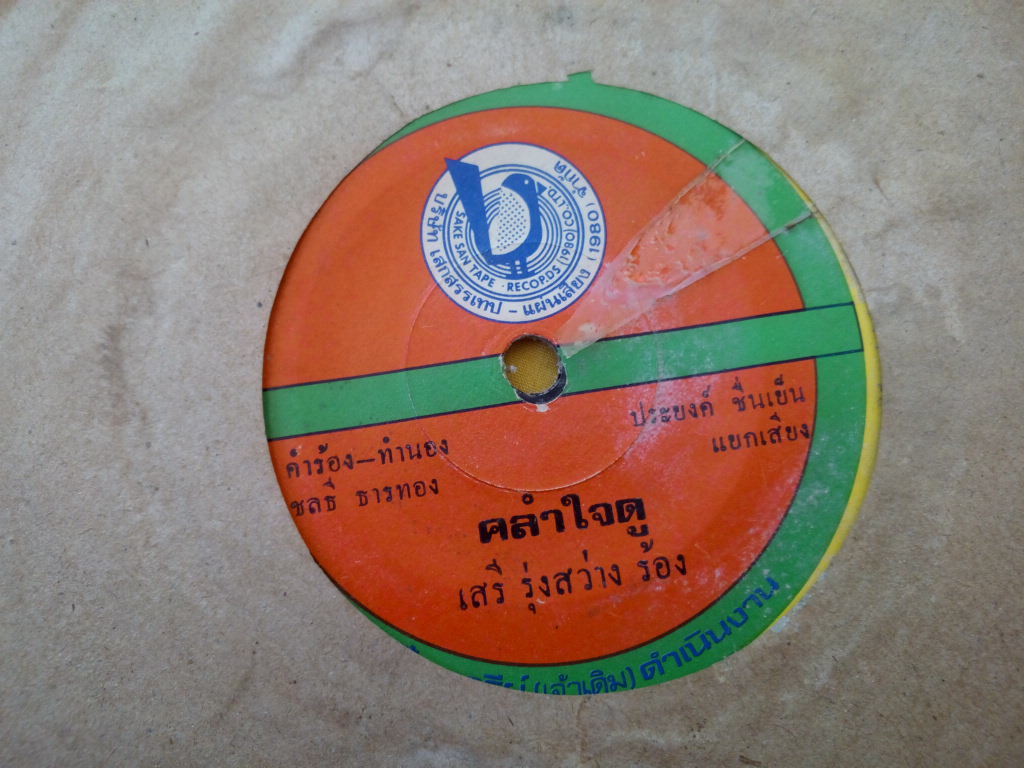 บริษัท เสกสรรเทป - แผ่นเสียง (1980) จำกัด
SAKE SAN TAPE · RECORDS (1980) CO.,LTD.
ประยงค์ ชื่นเย็น
แยกเสียง
คำร้อง-ทำนอง
ชลธี ธารทอง
คลำใจดู
เสรี รุ่งสว่าง ร้อง
(เจ้าเดิม) ดำเนินงาน